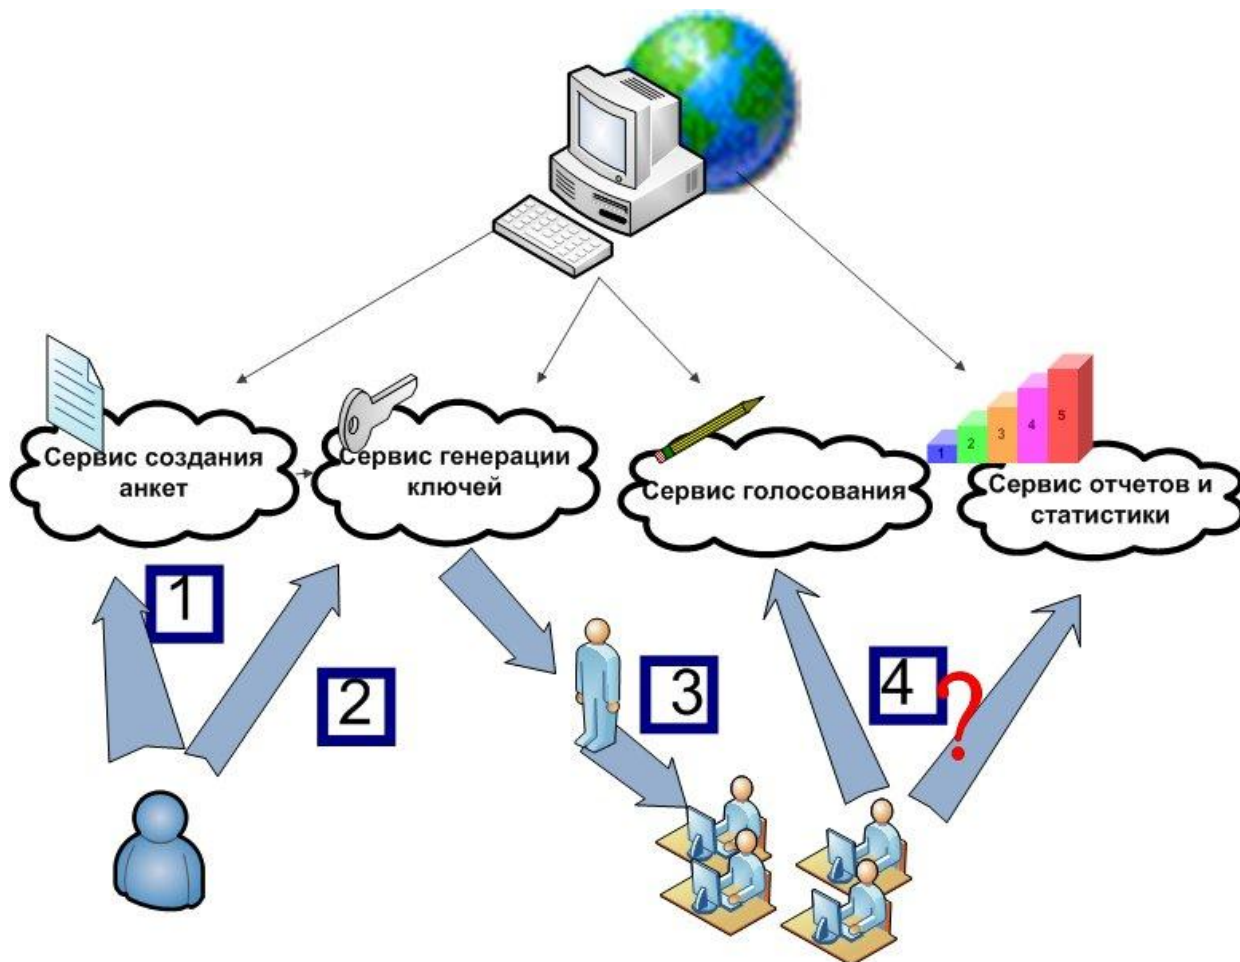 Сервис создания
анкет
Сервис генерации
ключей
Сервис голосования
Сервис отчетов и
статистики
1
2
3
4
5
1
2
3
4
?